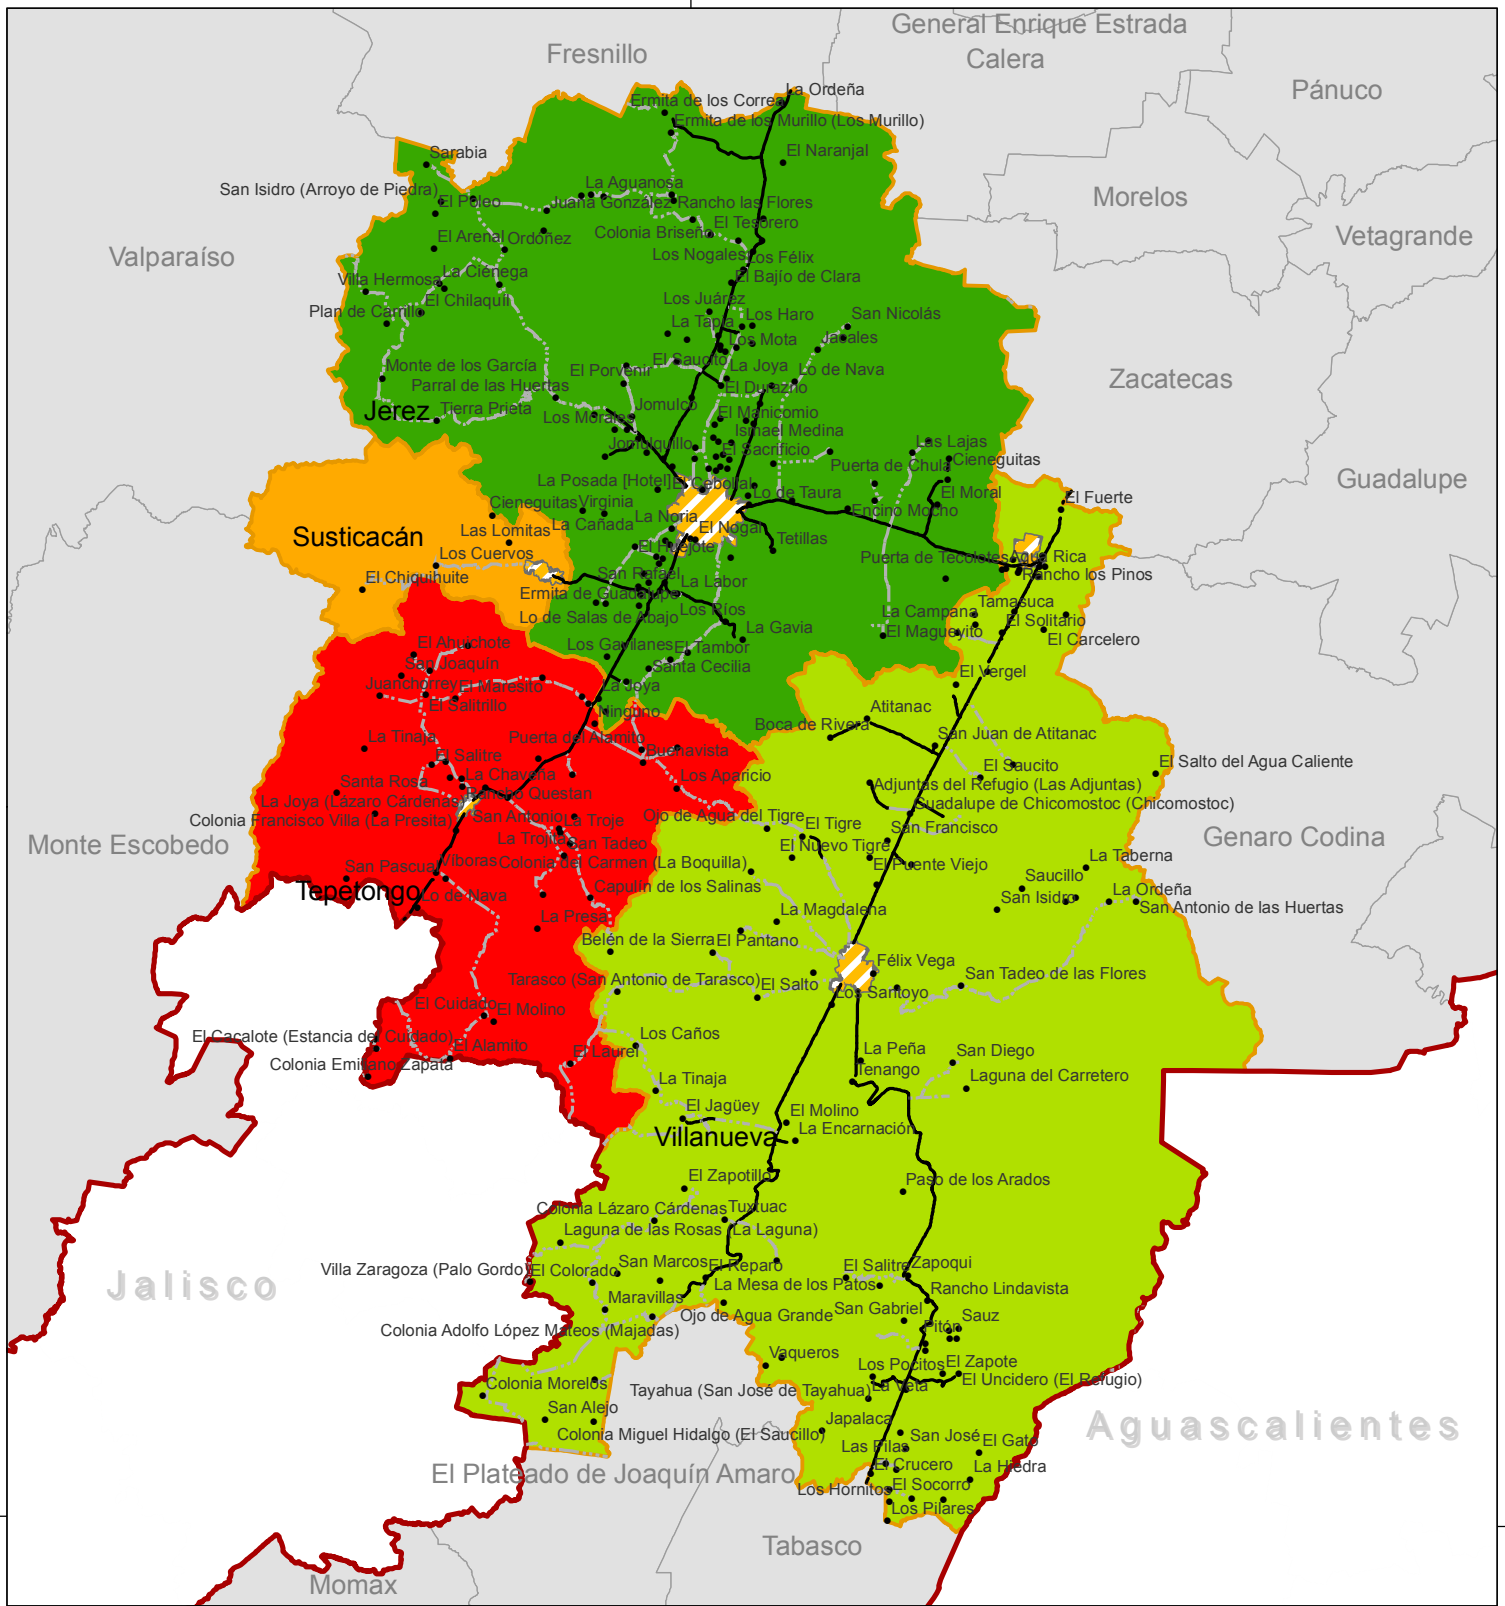 General Enrique Estrada
Fresnillo
Calera
Pánuco
La Ordeña
Ermita de los Correa
Ermita de los Murillo (Los Murillo)
El Naranjal
Sarabia
Morelos
San Isidro (Arroyo de Piedra)
La Aguanosa
El Poleo
Juana González
Rancho las Flores
Valparaíso
El Tesorero
Colonia Briseño
Vetagrande
El Arenal
Ordóñez
Los Nogales
Los Félix
La Ciénega
El Bajío de Clara
Villa Hermosa
El Chilaquil
Los Juárez
Plan de Carrillo
La Tapia
Los Haro
San Nicolás
Los Mota
Jacales
El Saucito
Monte de los García
El Porvenir
La Joya
Lo de Nava
Zacatecas
Parral de las Huertas
El Durazno
Jerez
Tierra Prieta
Los Morales
Jomulco
El Manicomio
Ismael Medina
Jomulquillo
El Sacrificio
Las Lajas
Puerta de Chula
Cieneguitas
Guadalupe
La Posada [Hotel]
El Cebollal
Lo de Taura
El Moral
El Fuerte
Cieneguitas
Virginia
Encino Mocho
Susticacán
Las Lomitas
La Cañada
La Noria
El Nogal
Tetillas
Los Cuervos
El Huejote
Puerta de Tecolotes
Agua Rica
El Chiquihuite
San Rafael
La Labor
Rancho los Pinos
Ermita de Guadalupe
Lo de Salas de Abajo
Los Ríos
La Campana
Tamasuca
El Solitario
La Gavia
El Magueyito
El Carcelero
El Ahuichote
Los Gavilanes
El Tambor
San Joaquín
Santa Cecilia
El Vergel
Juanchorrey
El Maresito
La Joya
El Salitrillo
Ninguno
Atitanac
Boca de Rivera
La Tinaja
Puerta del Alamito
Buenavista
San Juan de Atitanac
El Salitre
El Saucito
El Salto del Agua Caliente
Santa Rosa
La Chaveña
Los Aparicio
Adjuntas del Refugio (Las Adjuntas)
La Joya (Lázaro Cárdenas)
Rancho Questan
Guadalupe de Chicomostoc (Chicomostoc)
Colonia Francisco Villa (La Presita)
San Antonio
La Troje
Ojo de Agua del Tigre
El Tigre
San Francisco
Monte Escobedo
La Trojita
San Tadeo
El Nuevo Tigre
Genaro Codina
San Pascual
Víboras
Colonia del Carmen (La Boquilla)
El Puente Viejo
La Taberna
Tepetongo
Lo de Nava
Capulín de los Salinas
Saucillo
La Ordeña
La Presa
La Magdalena
San Isidro
San Antonio de las Huertas
Belén de la Sierra
El Pantano
Félix Vega
Tarasco (San Antonio de Tarasco)
El Salto
Los Santoyo
San Tadeo de las Flores
El Cuidado
El Molino
El Cacalote (Estancia del Cuidado)
El Alamito
El Laurel
Los Caños
La Peña
San Diego
Colonia Emiliano Zapata
La Tinaja
Tenango
Laguna del Carretero
El Jagüey
El Molino
Villanueva
La Encarnación
El Zapotillo
Paso de los Arados
Colonia Lázaro Cárdenas
Tuxtuac
Laguna de las Rosas (La Laguna)
Jalisco
Villa Zaragoza (Palo Gordo)
El Colorado
San Marcos
El Reparo
El Salitre
Zapoqui
La Mesa de los Patos
Rancho Lindavista
Maravillas
Ojo de Agua Grande
San Gabriel
Sauz
Colonia Adolfo López Mateos (Majadas)
Pitón
Vaqueros
Los Pocitos
El Zapote
Colonia Morelos
Tayahua (San José de Tayahua)
La Veta
El Uncidero (El Refugio)
San Alejo
Japalaca
Aguascalientes
Colonia Miguel Hidalgo (El Saucillo)
Las Pilas
San José
El Gato
El Plateado de Joaquín Amaro
El Crucero
La Hiedra
Los Hornitos
El Socorro
Los Pilares
Tabasco
Momax